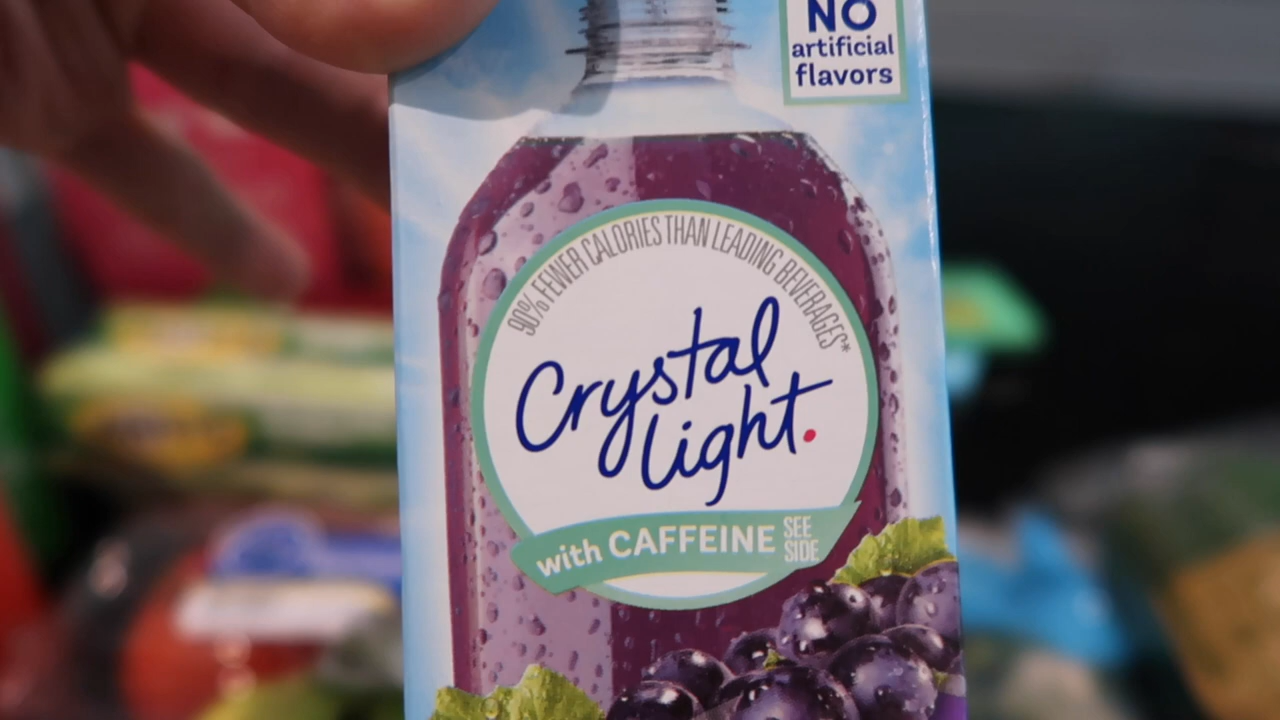 NO
artificial
flavors
90% FEWER CALORIES THAN LEADING BEVERAGES*
Crystal
Light.
with CAFFEINE SEE
SIDE